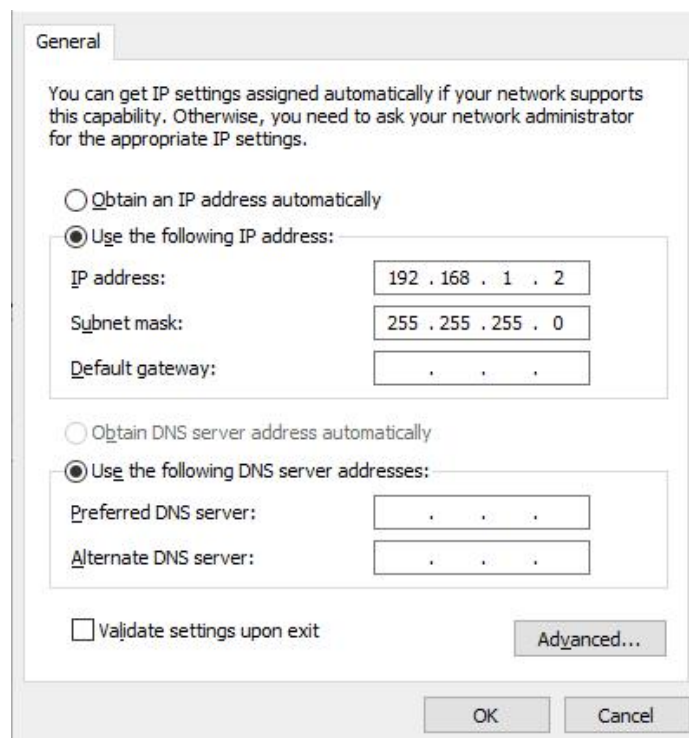 General
You can get IP settings assigned automatically if your network supports
this capability. Otherwise, you need to ask your network administrator
for the appropriate IP settings.
Obtain an IP address automatically
Use the following IP address:
IP address: 192 . 168 . 1 . 2
Subnet mask: 255 . 255 . 255 . 0
Default gateway: . . .
Obtain DNS server address automatically
Use the following DNS server addresses:
Preferred DNS server: . . .
Alternate DNS server: . . .
Validate settings upon exit
Advanced...
OK Cancel